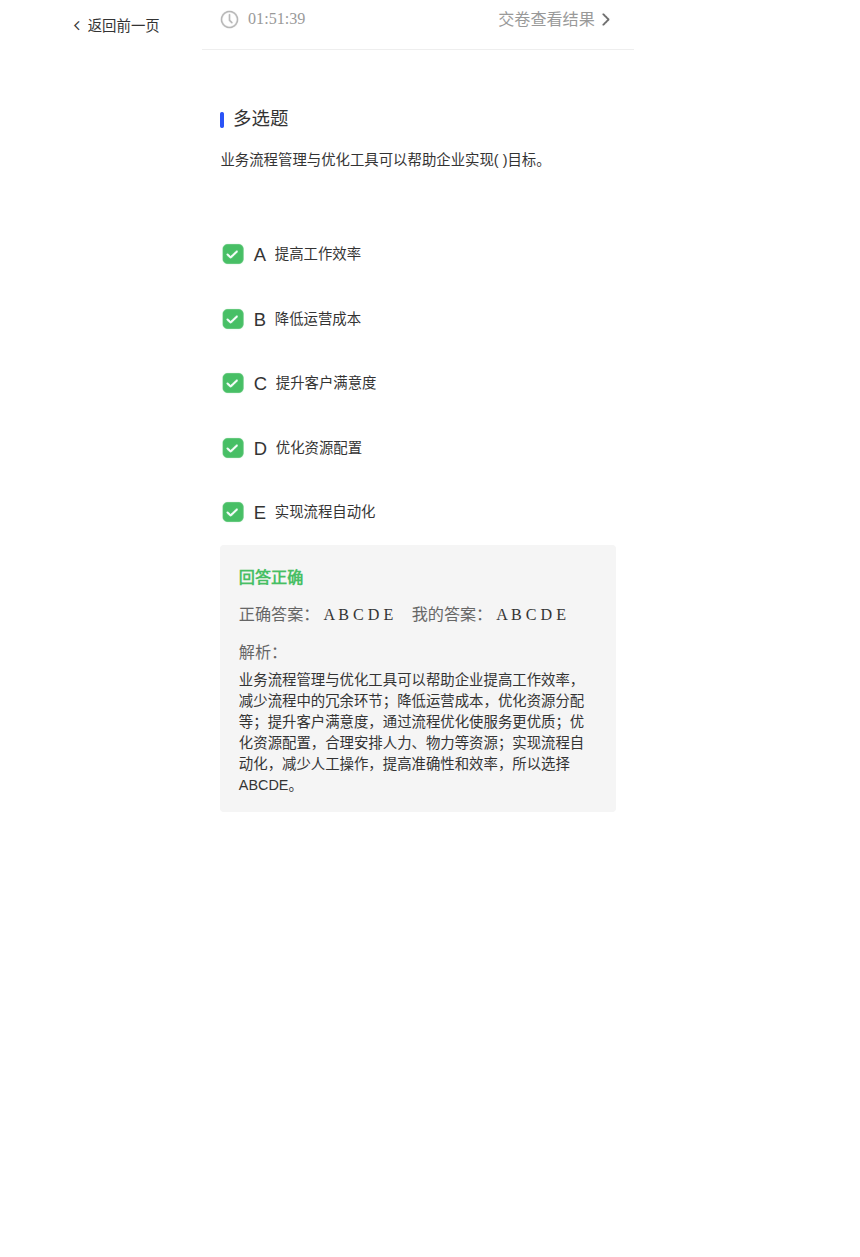 返回前一页
01:51:39 交卷查看结果
多选题
业务流程管理与优化工具可以帮助企业实现( )目标。
A 提高工作效率
B 降低运营成本
C 提升客户满意度
D 优化资源配置
E 实现流程自动化
回答正确
正确答案： A B C D E 我的答案： A B C D E
解析：
业务流程管理与优化工具可以帮助企业提高工作效率，
减少流程中的冗余环节；降低运营成本，优化资源分配
等；提升客户满意度，通过流程优化使服务更优质；优
化资源配置，合理安排人力、物力等资源；实现流程自
动化，减少人工操作，提高准确性和效率，所以选择
ABCDE。